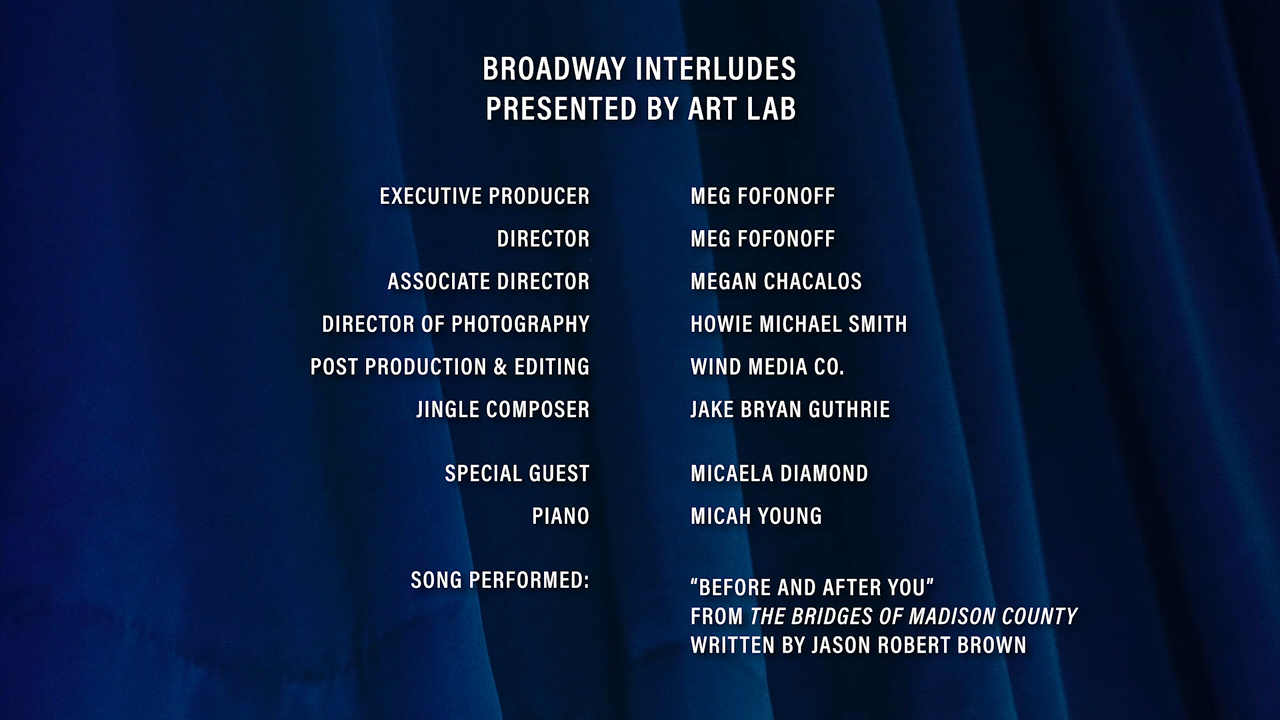 BROADWAY INTERLUDES
PRESENTED BY ART LAB
EXECUTIVE PRODUCER MEG FOFONOFF
DIRECTOR MEG FOFONOFF
ASSOCIATE DIRECTOR MEGAN CHACALOS
DIRECTOR OF PHOTOGRAPHY HOWIE MICHAEL SMITH
POST PRODUCTION & EDITING WIND MEDIA CO.
JINGLE COMPOSER JAKE BRYAN GUTHRIE
SPECIAL GUEST MICAELA DIAMOND
PIANO MICAH YOUNG
SONG PERFORMED: “BEFORE AND AFTER YOU”
FROM THE BRIDGES OF MADISON COUNTY
WRITTEN BY JASON ROBERT BROWN